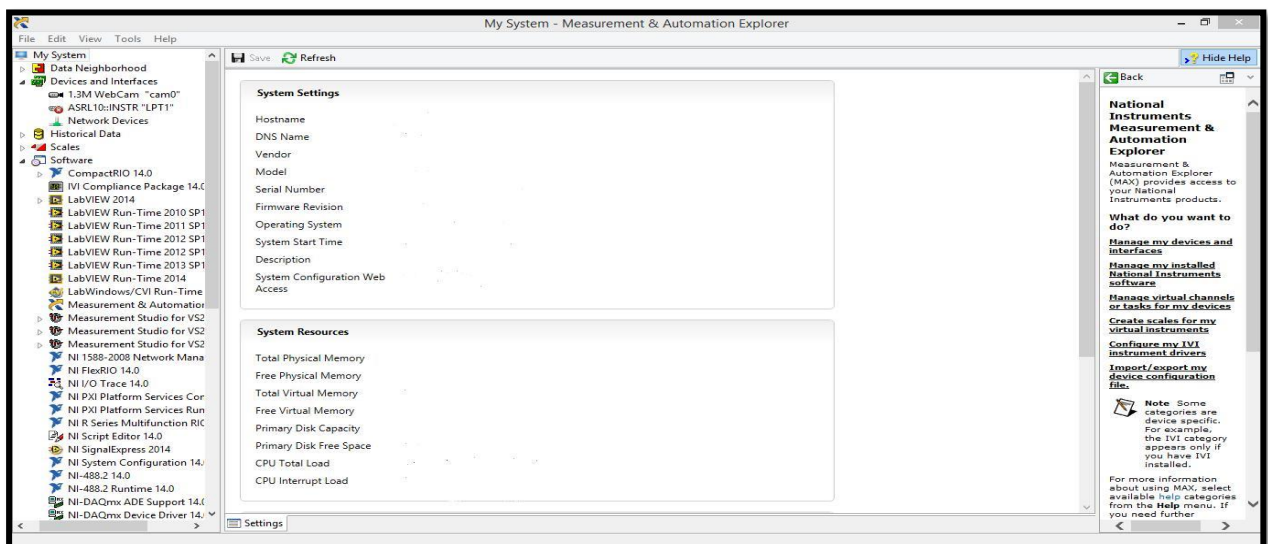 My System - Measurement & Automation Explorer
File Edit View Tools Help
My System
Data Neighborhood
Devices and Interfaces
1.3M WebCam "cam0"
ASRL10::INSTR "LPT1"
Network Devices
Historical Data
Scales
Software
CompactRIO 14.0
IVI Compliance Package 14.0
LabVIEW 2014
LabVIEW Run-Time 2010 SP1
LabVIEW Run-Time 2011 SP1
LabVIEW Run-Time 2012 SP1
LabVIEW Run-Time 2012 SP1
LabVIEW Run-Time 2013 SP1
LabVIEW Run-Time 2014
LabWindows/CVI Run-Time
Measurement & Automation
Measurement Studio for VS2
Measurement Studio for VS2
Measurement Studio for VS2
NI 1588-2008 Network Mana
NI FlexRIO 14.0
NI I/O Trace 14.0
NI PXI Platform Services Con
NI PXI Platform Services Run
NI R Series Multifunction RIO
NI Script Editor 14.0
NI SignalExpress 2014
NI System Configuration 14.
NI-488.2 14.0
NI-488.2 Runtime 14.0
NI-DAQmx ADE Support 14.0
NI-DAQmx Device Driver 14.
Save Refresh
System Settings
Hostname
DNS Name
Vendor
Model
Serial Number
Firmware Revision
Operating System
System Start Time
Description
System Configuration Web
Access
System Resources
Total Physical Memory
Free Physical Memory
Total Virtual Memory
Free Virtual Memory
Primary Disk Capacity
Primary Disk Free Space
CPU Total Load
CPU Interrupt Load
Settings
Hide Help
Back
National
Instruments
Measurement &
Automation
Explorer
Measurement &
Automation Explorer
(MAX) provides access to
your National
Instruments products.
What do you want to
do?
Manage my devices and
interfaces
Manage my installed
National Instruments
software
Manage virtual channels
or tasks for my devices
Create scales for my
virtual instruments
Configure my IVI
instrument drivers
Import/export my
device configuration
file.
Note Some
categories are
device specific.
For example,
the IVI category
appears only if
you have IVI
installed.
For more information
about using MAX, select
available help categories
from the Help menu. If
you need further